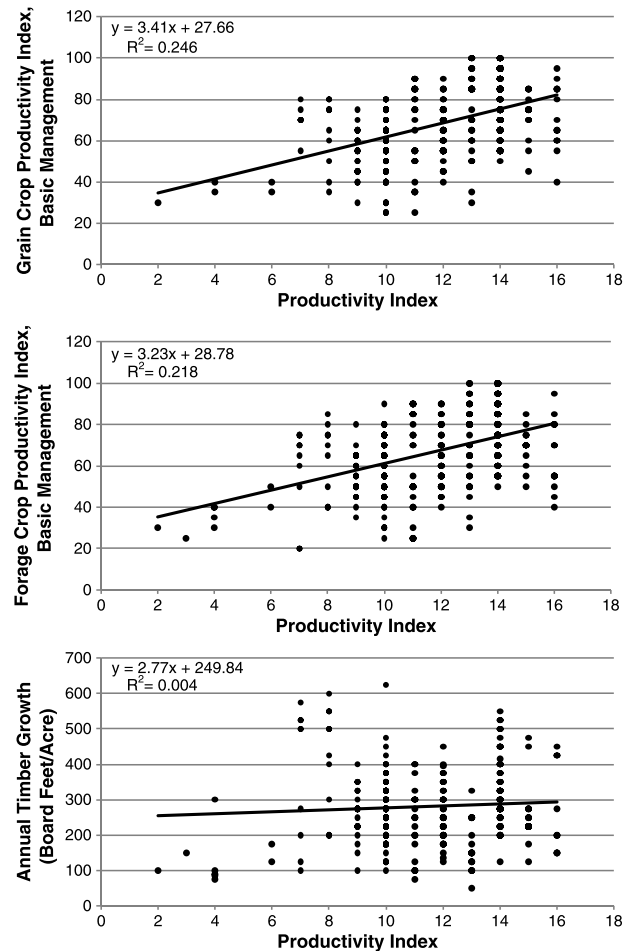 Grain Crop Productivity Index,
Basic Management
y = 3.41x + 27.66
R²= 0.246
120
100
80
60
40
20
0
0 2 4 6 8 10 12 14 16 18
Productivity Index
Forage Crop Productivity Index,
Basic Management
y = 3.23x + 28.78
R²= 0.218
120
100
80
60
40
20
0
0 2 4 6 8 10 12 14 16 18
Productivity Index
Annual Timber Growth
(Board Feet/Acre)
y = 2.77x + 249.84
R²= 0.004
700
600
500
400
300
200
100
0
0 2 4 6 8 10 12 14 16 18
Productivity Index